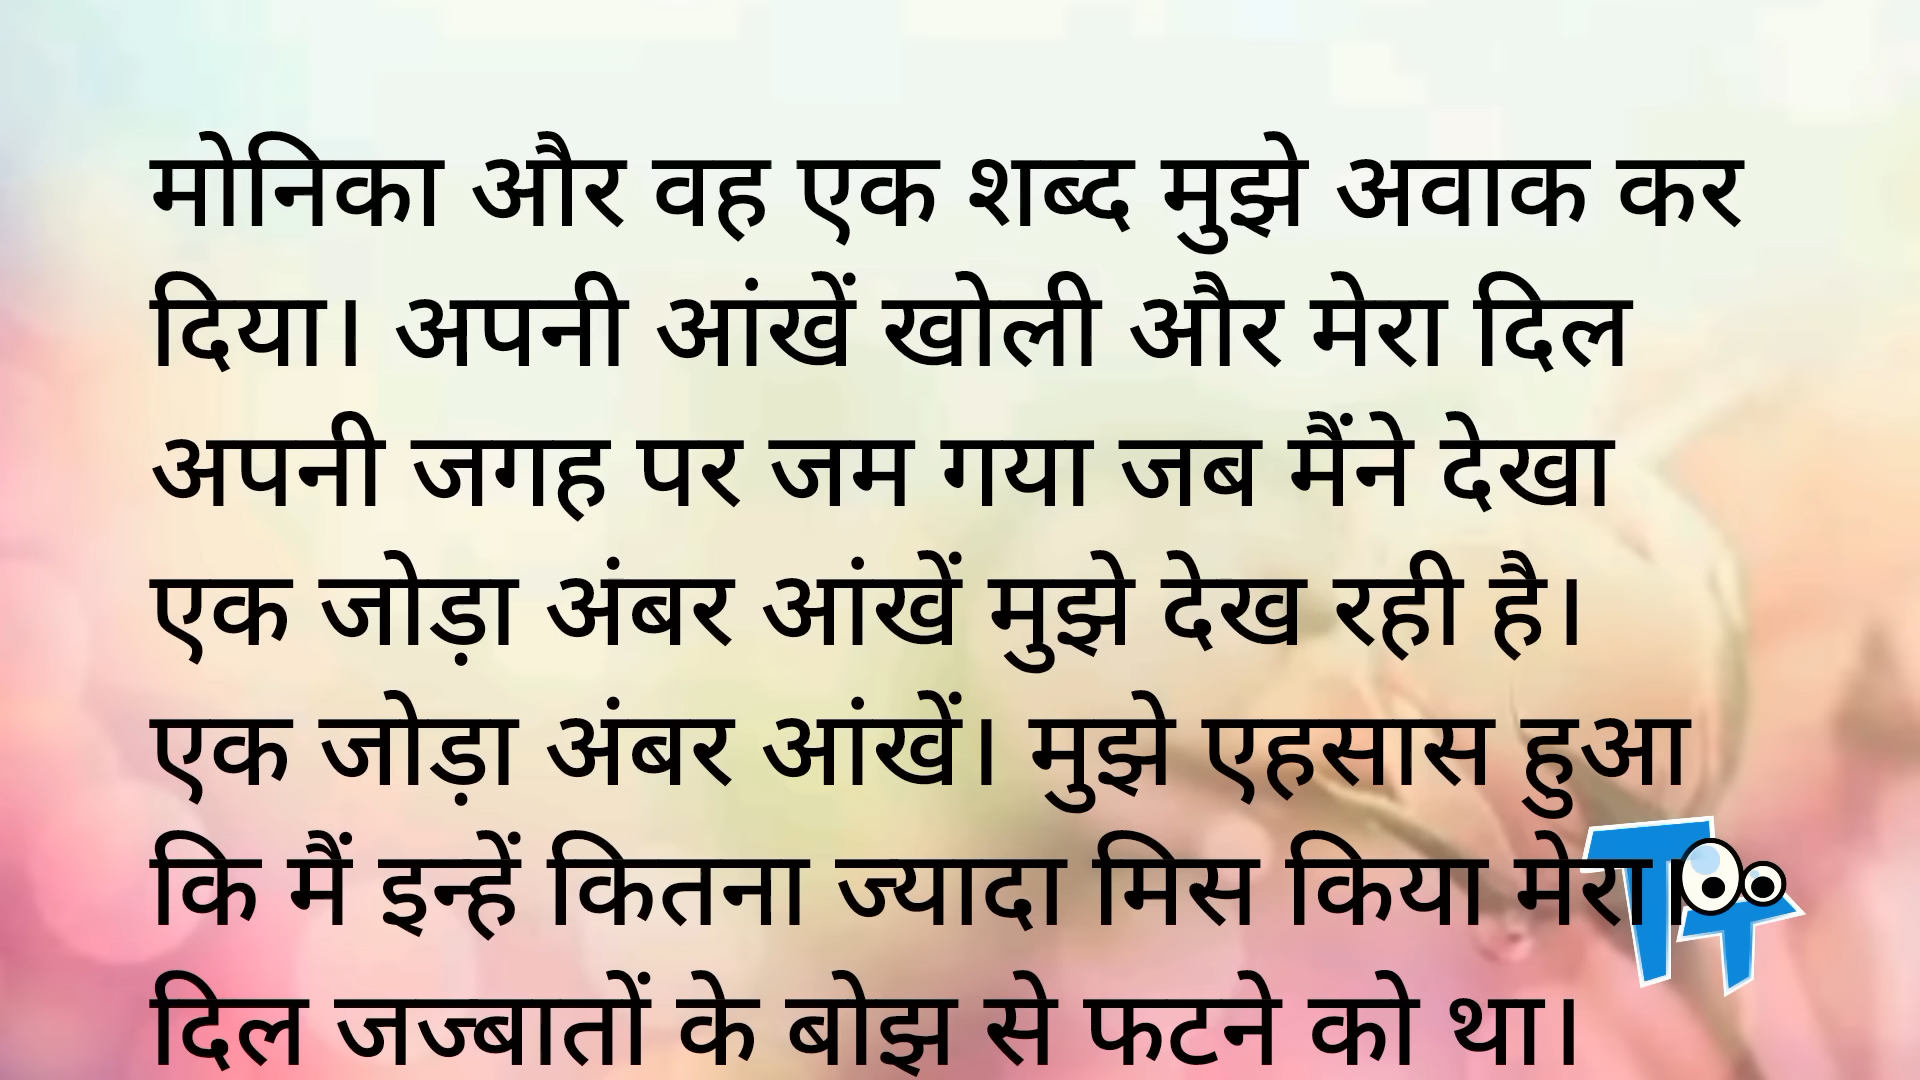 मोनिका और वह एक शब्द मुझे अवाक कर
दिया। अपनी आंखें खोली और मेरा दिल
अपनी जगह पर जम गया जब मैंने देखा
एक जोड़ा अंबर आंखें मुझे देख रही है।
एक जोड़ा अंबर आंखें। मुझे एहसास हुआ
कि मैं इन्हें कितना ज्यादा मिस किया मेरा।
दिल जज्बातों के बोझ से फटने को था।